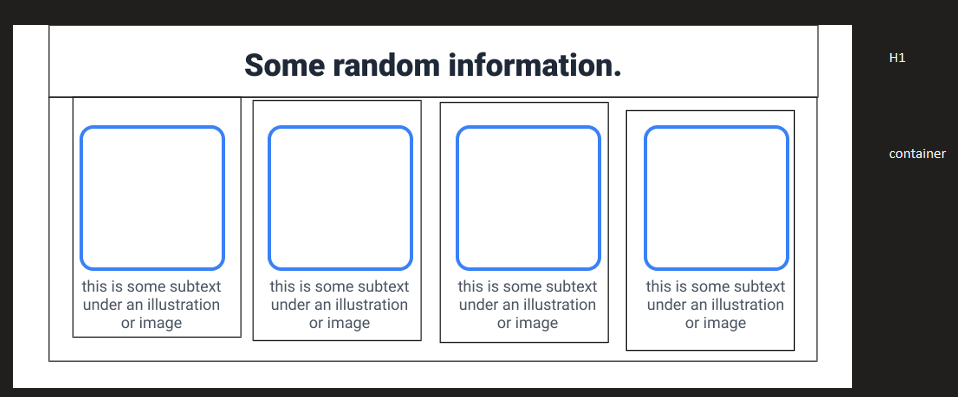 Some random information.
H1
container
this is some subtext
under an illustration
or image
this is some subtext
under an illustration
or image
this is some subtext
under an illustration
or image
this is some subtext
under an illustration
or image